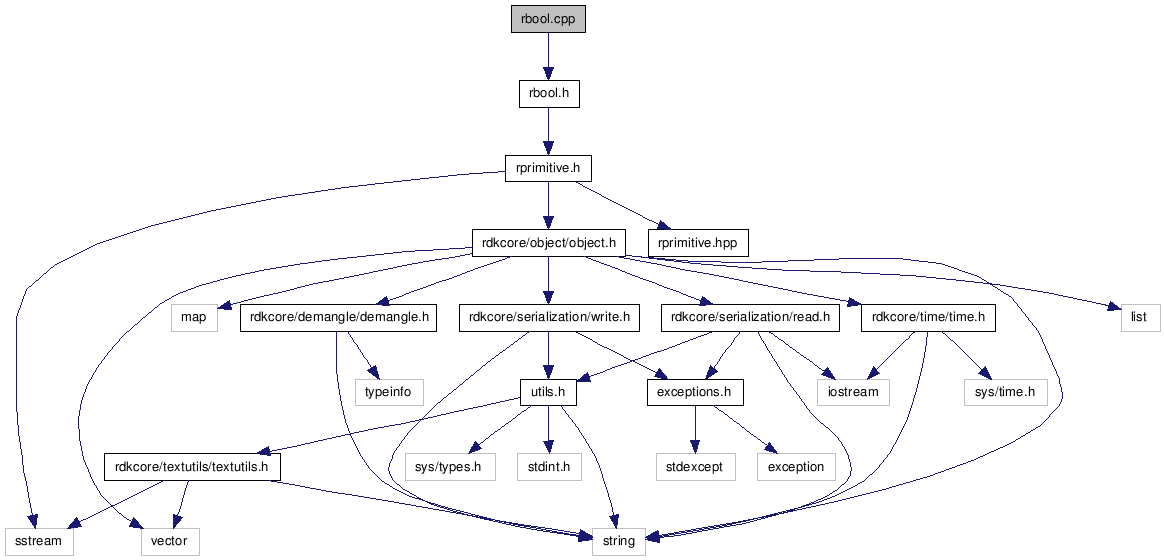 rbool.cpp
rbool.h
rprimitive.h
rdkcore/object/object.h
rprimitive.hpp
map
rdkcore/demangle/demangle.h
rdkcore/serialization/write.h
rdkcore/serialization/read.h
rdkcore/time/time.h
list
typeinfo
utils.h
exceptions.h
iostream
sys/time.h
rdkcore/textutils/textutils.h
sys/types.h
stdint.h
stdexcept
exception
sstream
vector
string